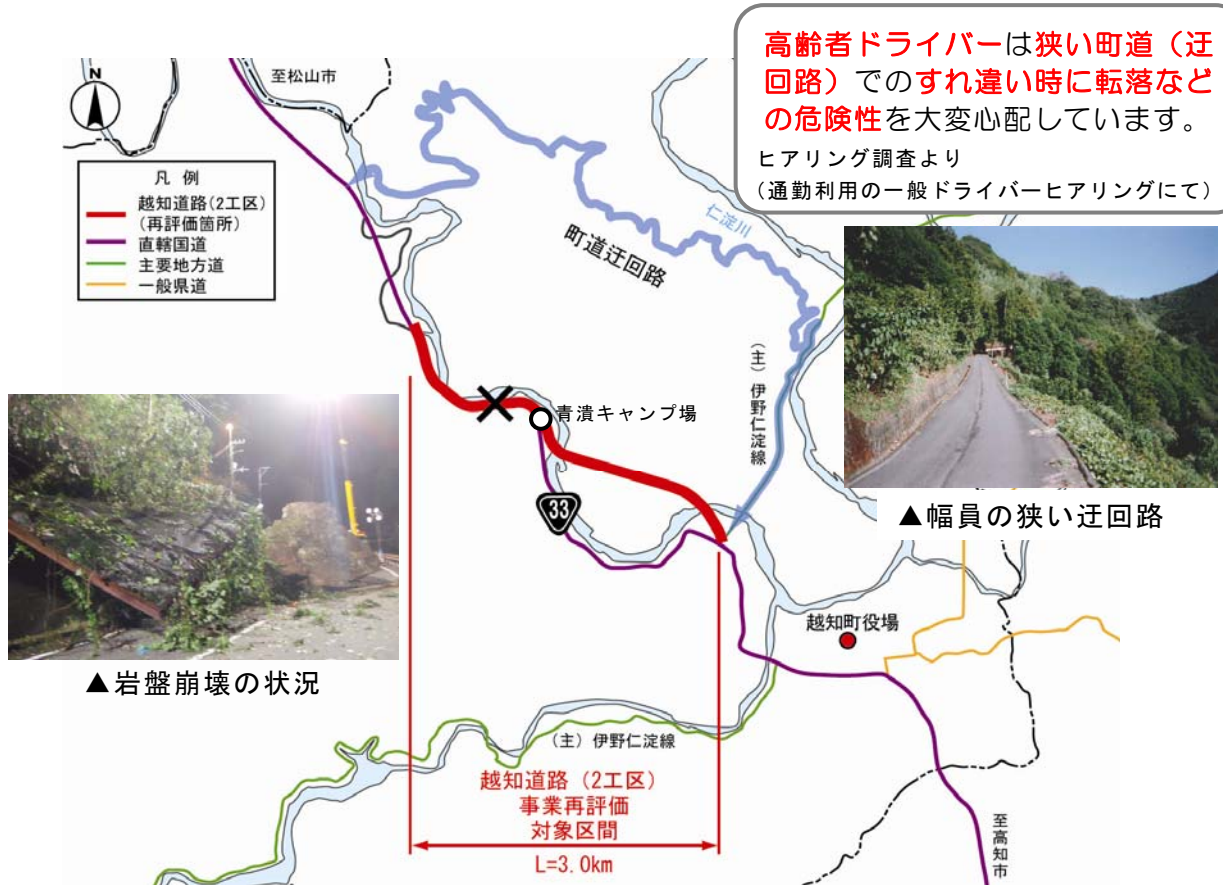 高齢者ドライバーは狭い町道（迂
回路）でのすれ違い時に転落など
の危険性を大変心配しています。
ヒアリング調査より
(通勤利用の一般ドライバーヒアリングにて)
N
至松山市
凡 例
越知道路(2工区)
(再評価箇所)
直轄国道
主要地方道
一般県道
仁淀川
町道迂回路
(主)伊野仁淀線
青瀆キャンプ場
33
▲幅員の狭い迂回路
▲岩盤崩壊の状況
越知町役場
(主)伊野仁淀線
越知道路（2工区）
事業再評価
対象区間
L=3.0km
至高知市